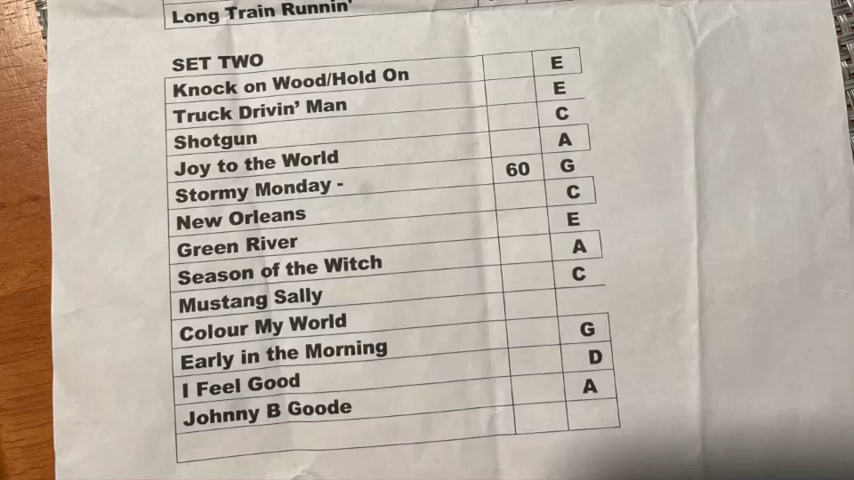 Long Train Runnin'
SET TWO
Knock on Wood/Hold On E
Truck Drivin’ Man E
Shotgun C
Joy to the World A
Stormy Monday - 60 G
New Orleans C
Green River E
Season of the Witch A
Mustang Sally C
Colour My World
Early in the Morning G
I Feel Good D
Johnny B Goode A